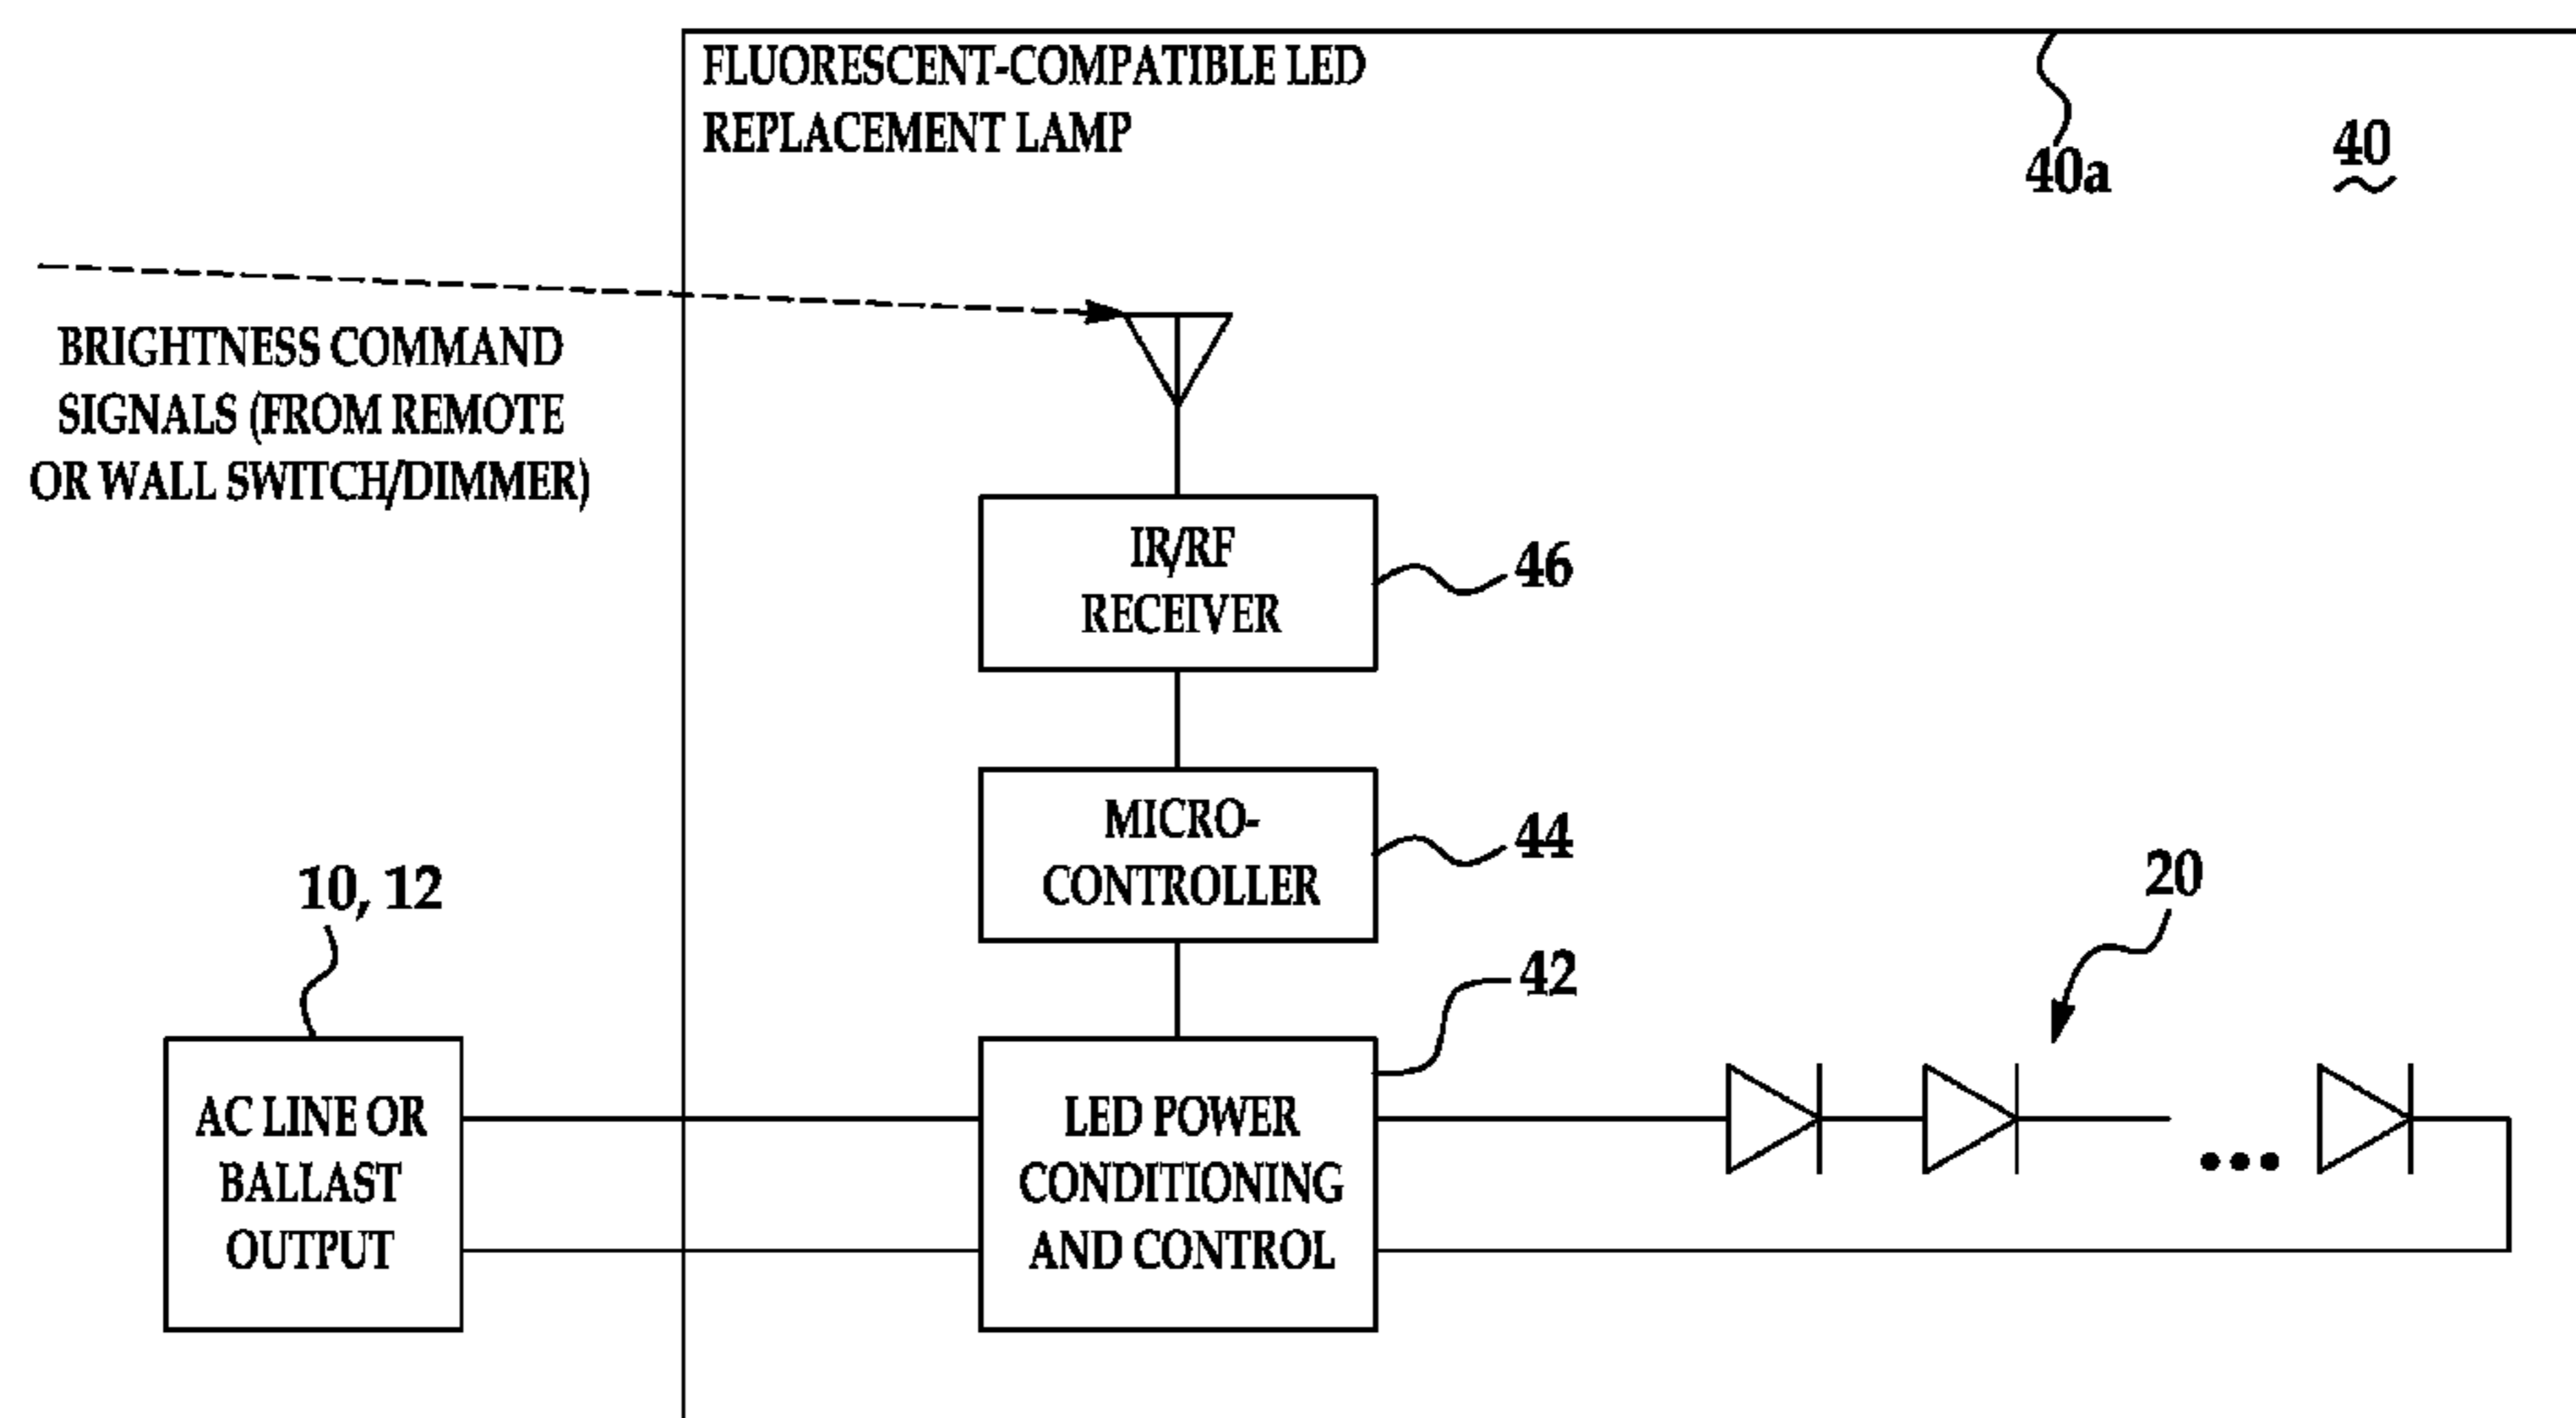 FLUORESCENT-COMPATIBLE LED
REPLACEMENT LAMP
40a
40
BRIGHTNESS COMMAND
SIGNALS (FROM REMOTE
OR WALL SWITCH/DIMMER)
IR/RF
RECEIVER
46
MICRO-
CONTROLLER
44
10, 12
20
42
AC LINE OR
BALLAST
OUTPUT
LED POWER
CONDITIONING
AND CONTROL